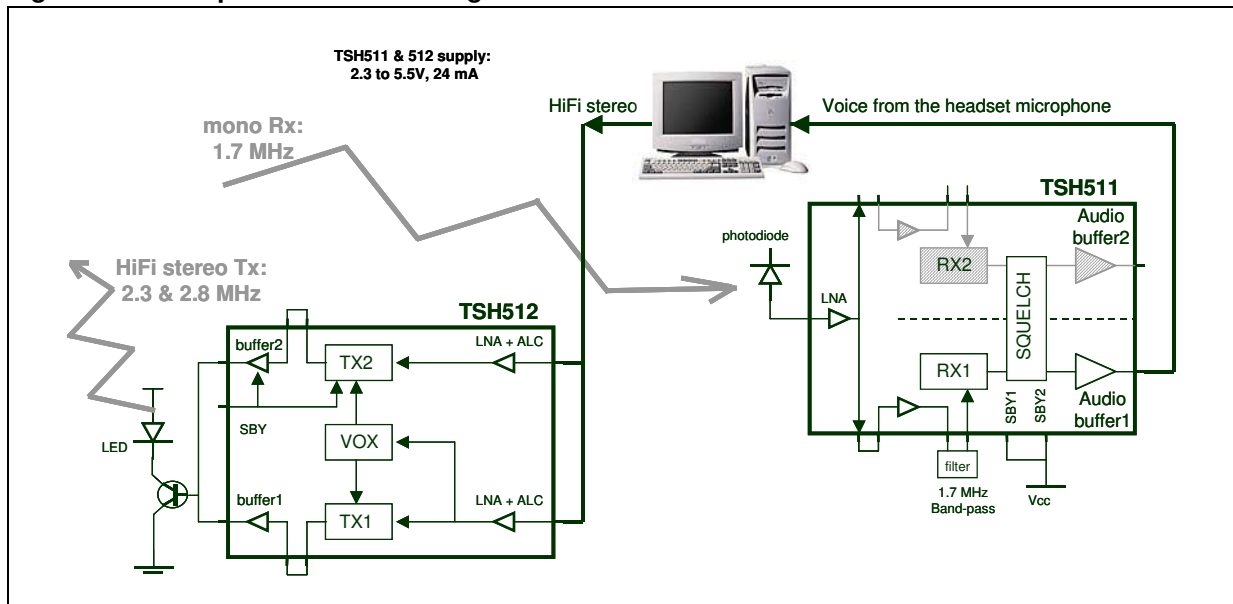 TSH511 & 512 supply:
2.3 to 5.5V, 24 mA
HiFi stereo
Voice from the headset microphone
mono Rx:
1.7 MHz
HiFi stereo Tx:
2.3 & 2.8 MHz
TSH511
photodiode
LNA
RX2
Audio
buffer2
SQUELCH
RX1
SBY1
SBY2
Audio
buffer1
filter
1.7 MHz
Band-pass
Vcc
TSH512
buffer2
TX2
LNA + ALC
SBY
VOX
LED
buffer1
TX1
LNA + ALC